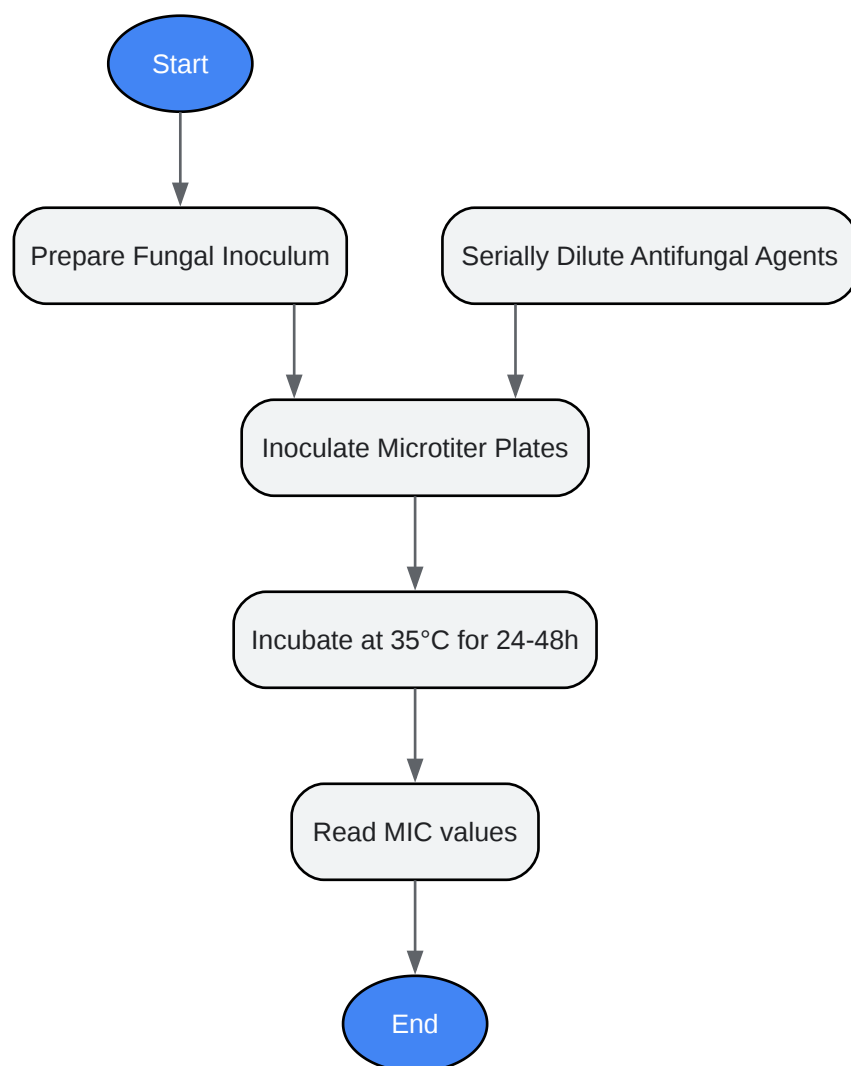 Start
Prepare Fungal Inoculum
Serially Dilute Antifungal Agents
Inoculate Microtiter Plates
Incubate at 35°C for 24-48h
Read MIC values
End